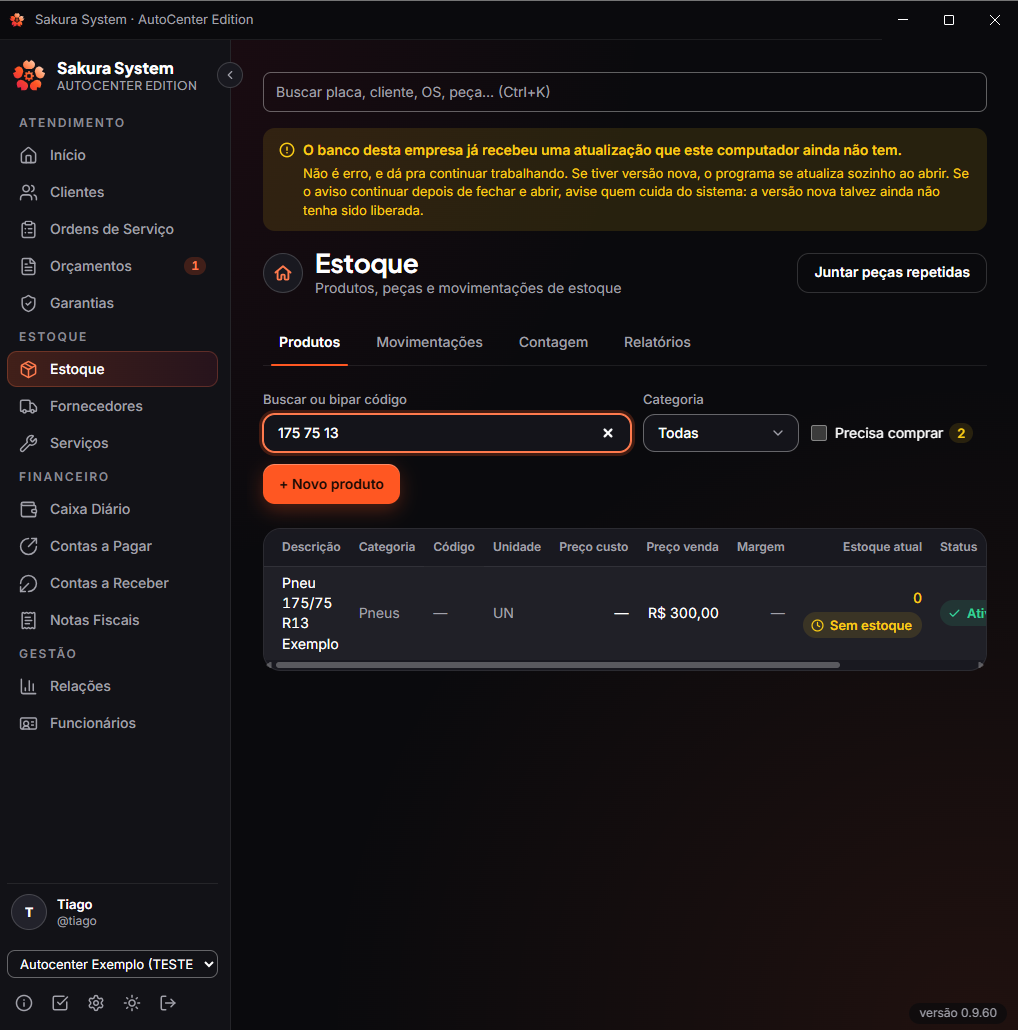 Sakura System · AutoCenter Edition
Sakura System
AUTOCENTER EDITION
ATENDIMENTO
Início
Clientes
Ordens de Serviço
Orçamentos 1
Garantias
ESTOQUE
Estoque
Fornecedores
Serviços
FINANCEIRO
Caixa Diário
Contas a Pagar
Contas a Receber
Notas Fiscais
GESTÃO
Relações
Funcionários
T
Tiago
@tiago
Autocenter Exemplo (TESTE
Buscar placa, cliente, OS, peça... (Ctrl+K)
O banco desta empresa já recebeu uma atualização que este computador ainda não tem.
Não é erro, e dá pra continuar trabalhando. Se tiver versão nova, o programa se atualiza sozinho ao abrir. Se
o aviso continuar depois de fechar e abrir, avise quem cuida do sistema: a versão nova talvez ainda não
tenha sido liberada.
Estoque
Produtos, peças e movimentações de estoque
Juntar peças repetidas
Produtos Movimentações Contagem Relatórios
Buscar ou bipar código Categoria
175 75 13 Todas Precisa comprar 2
+ Novo produto
Descrição Categoria Código Unidade Preço custo Preço venda Margem Estoque atual Status
Pneu
175/75
R13
Exemplo
Pneus — UN — R$ 300,00 — 0
Sem estoque Ati
versão 0.9.60